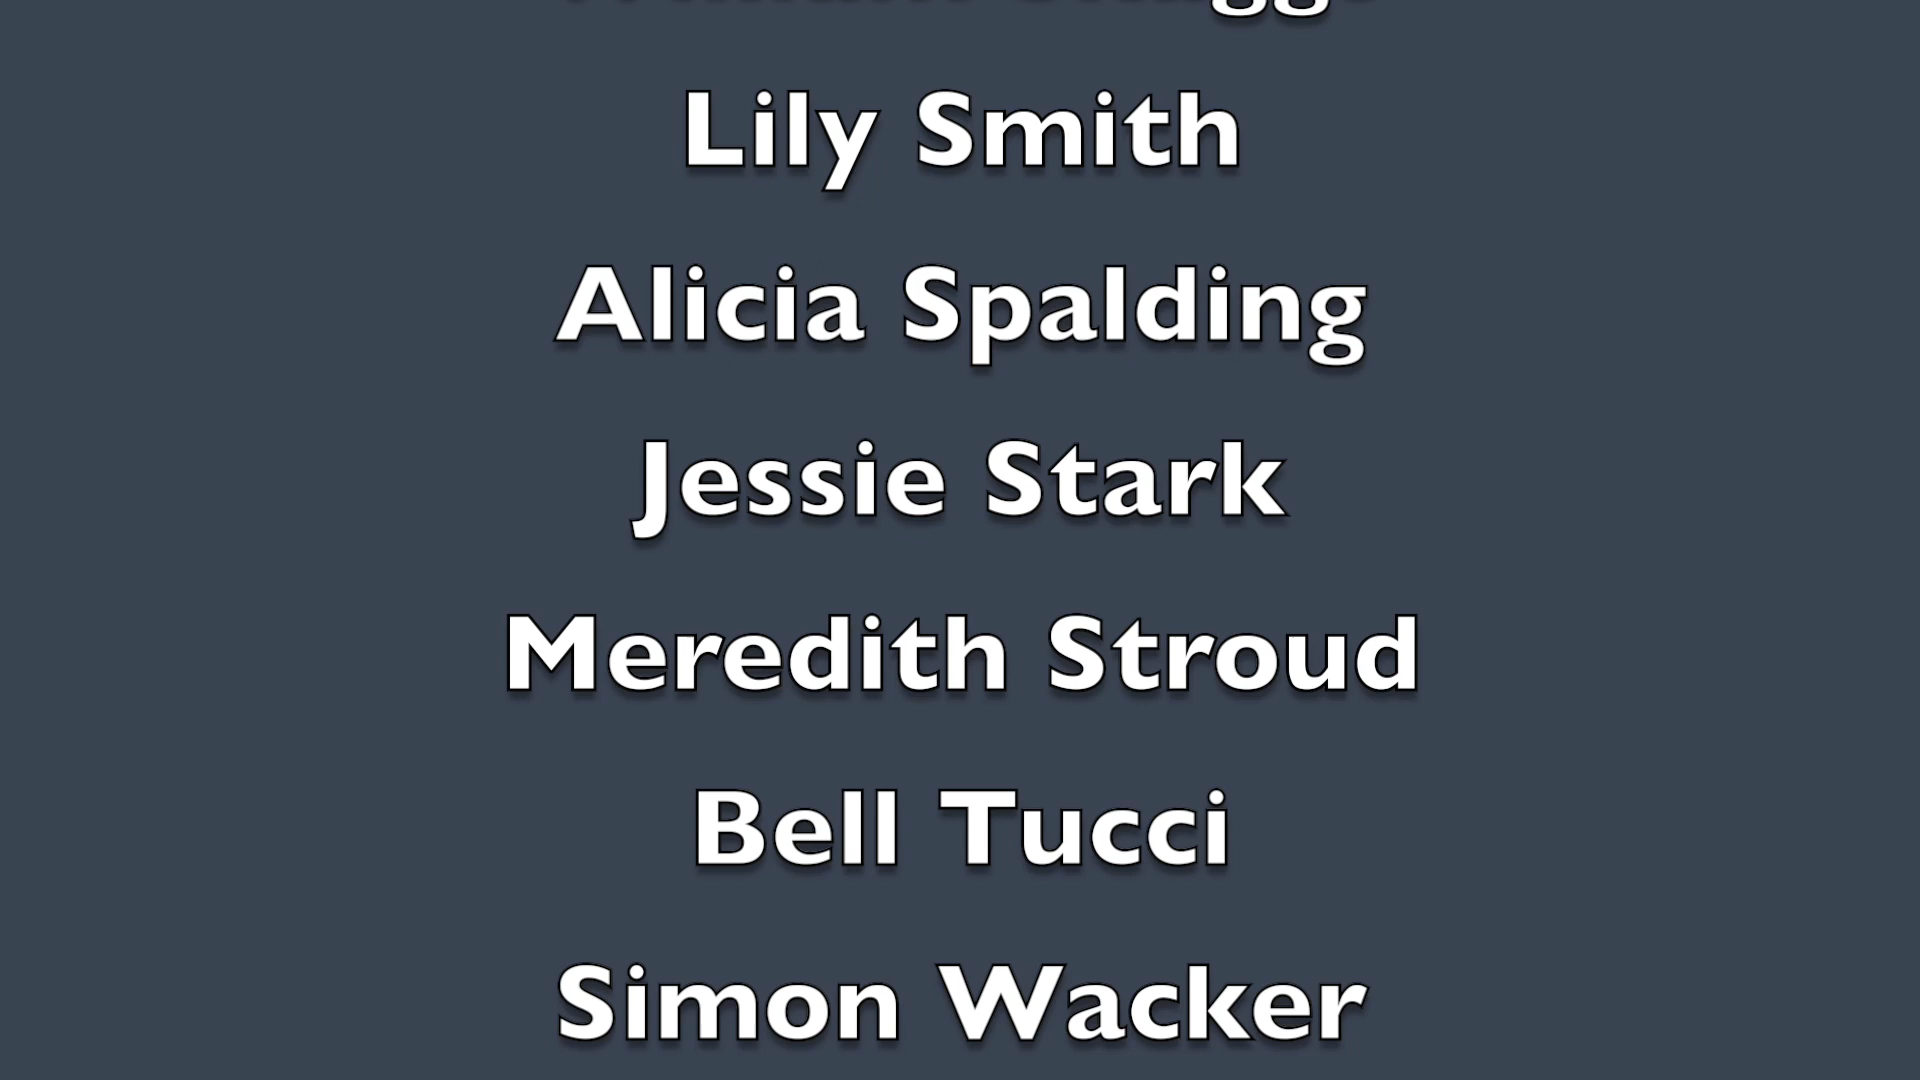 Lily Smith
Alicia Spalding
Jessie Stark
Meredith Stroud
Bell Tucci
Simon Wacker